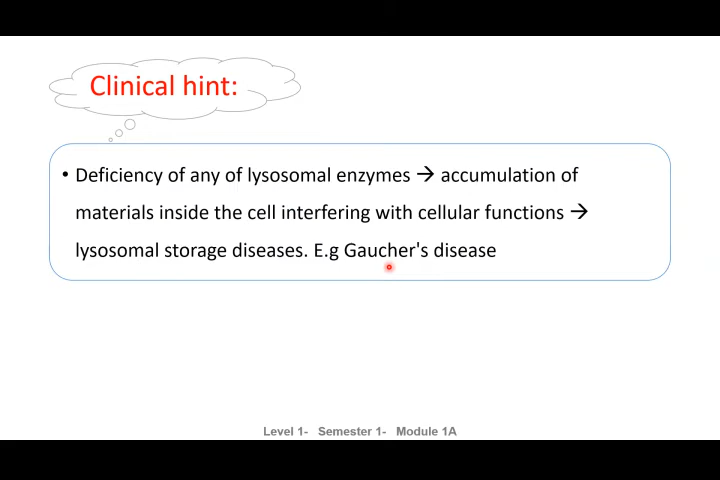 Clinical hint:
• Deficiency of any of lysosomal enzymes → accumulation of
materials inside the cell interfering with cellular functions →
lysosomal storage diseases. E.g Gaucher's disease
Level 1- Semester 1- Module 1A